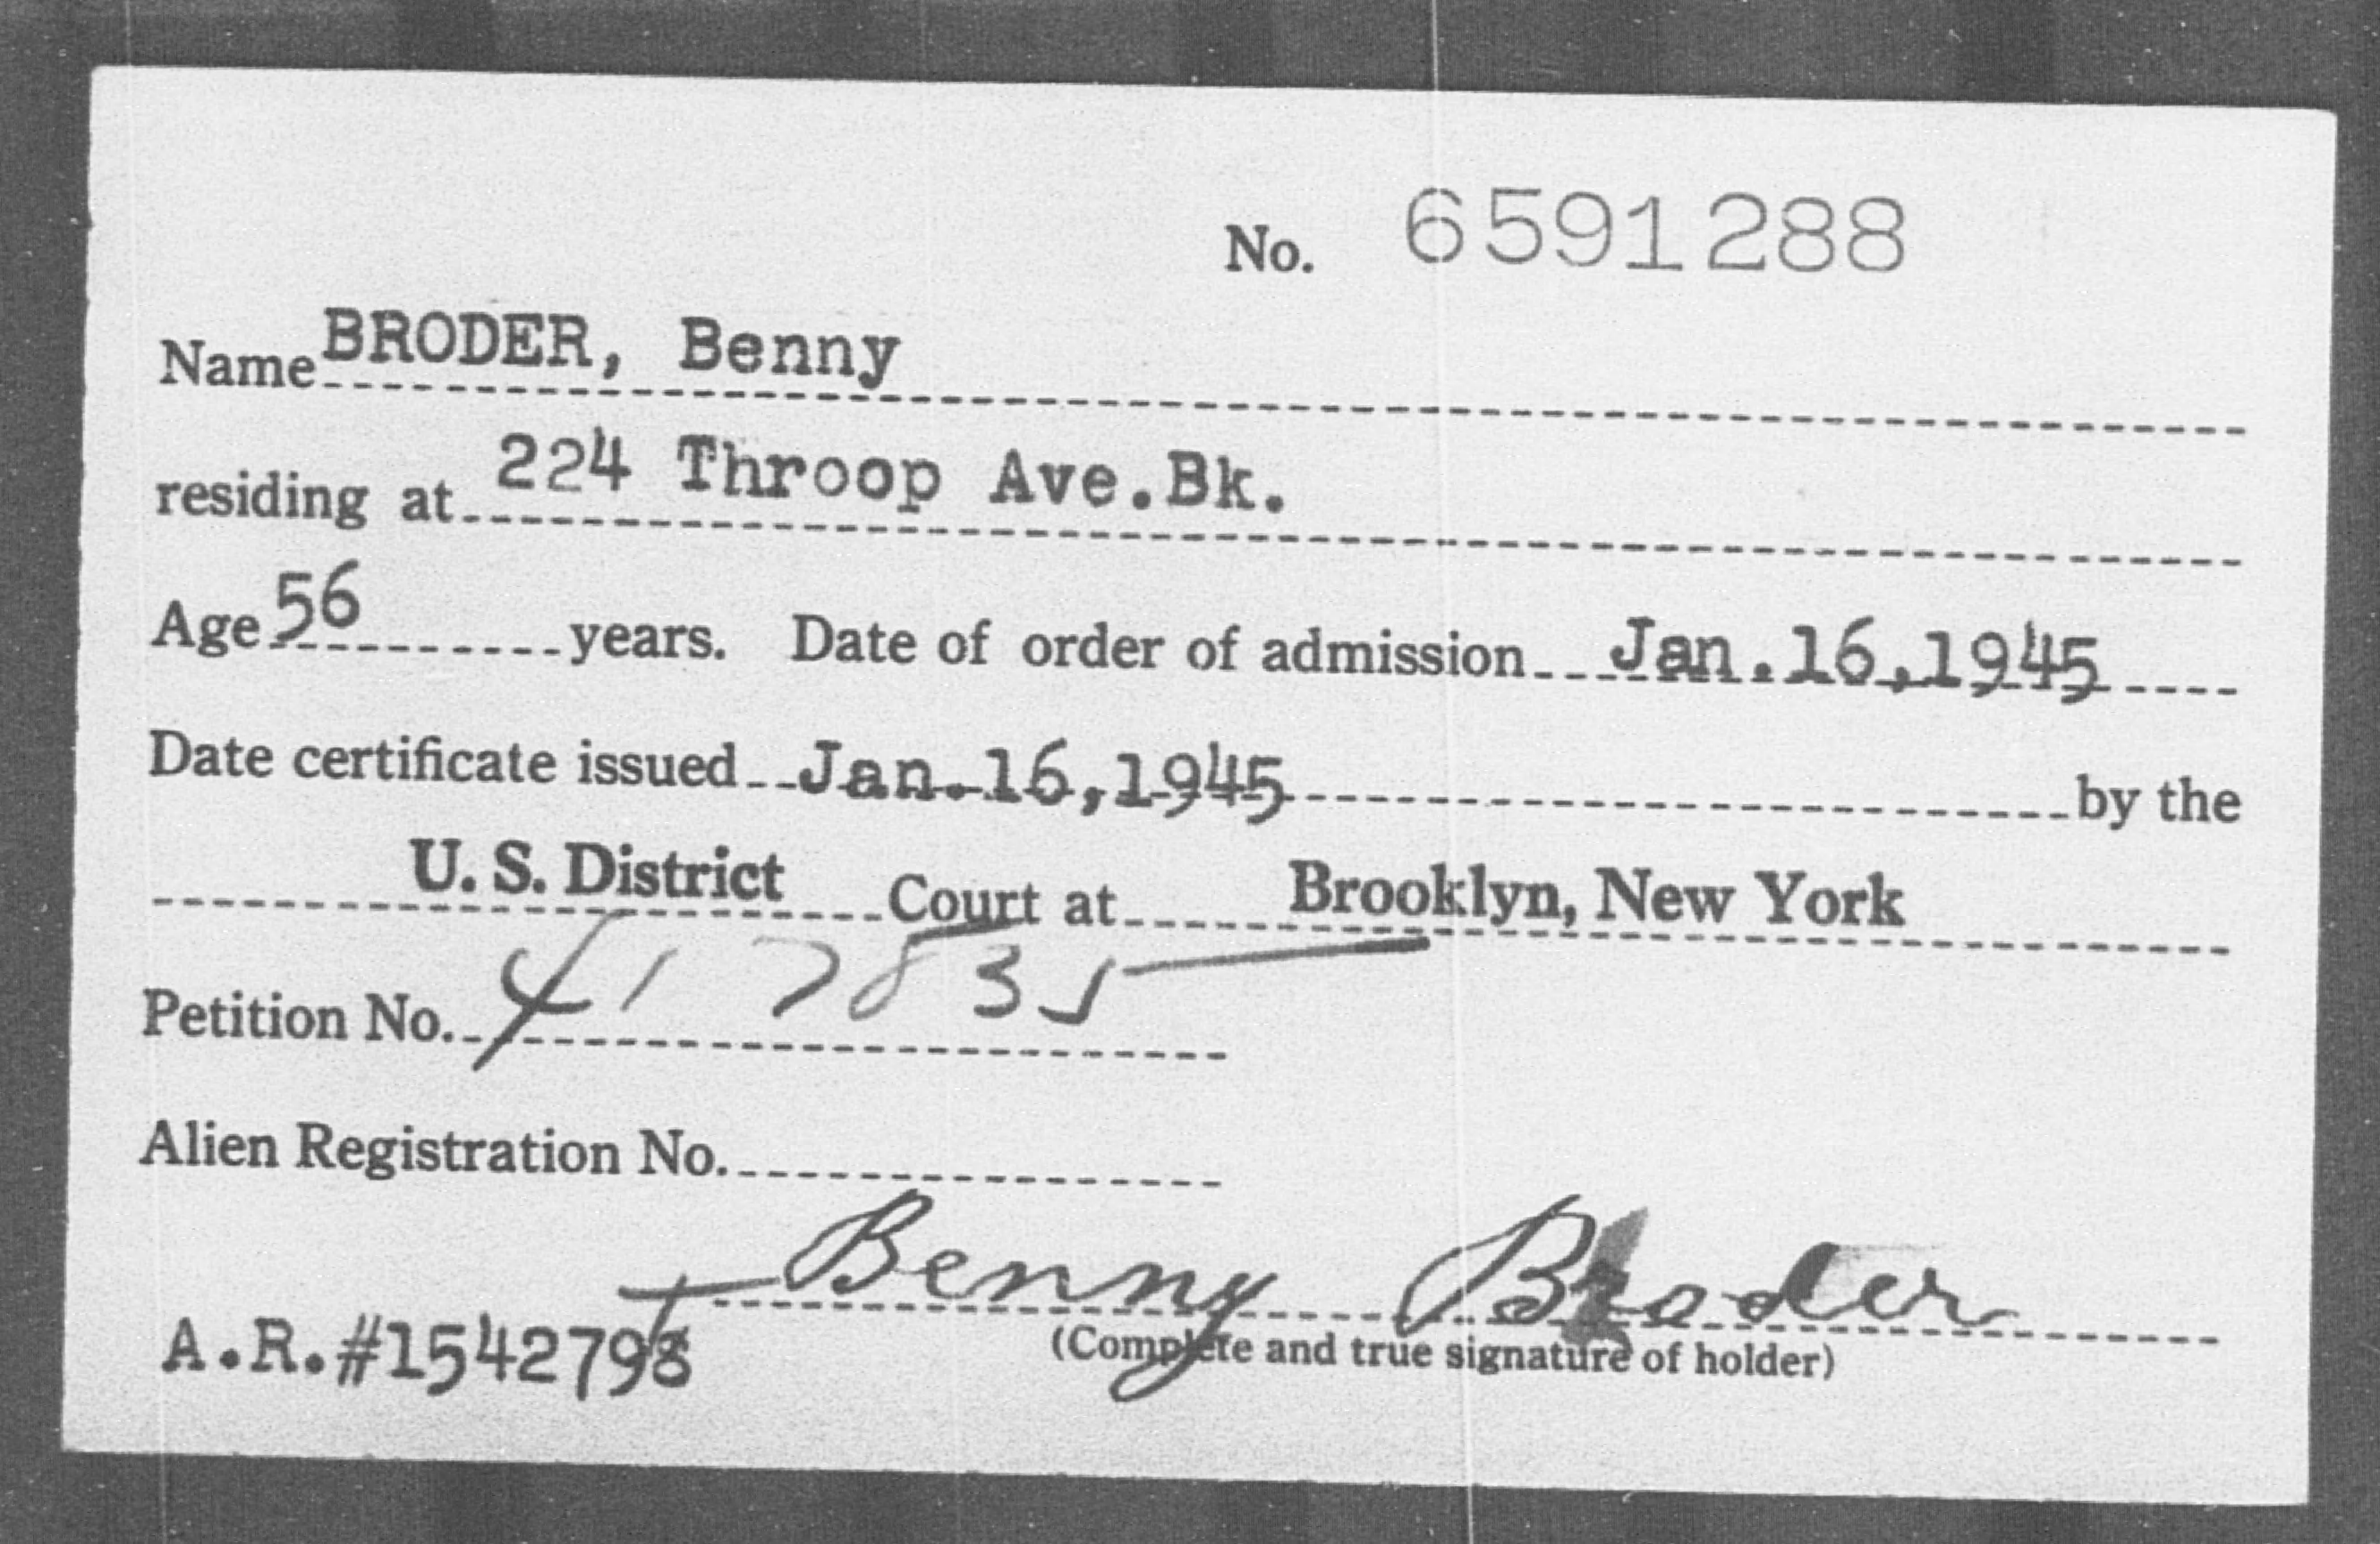 No. 6591288
Name BRODER, Benny
residing at 224 Throop Ave.Bk.
Age 56 years. Date of order of admission Jan.16,1945
Date certificate issued Jan.16,1945 by the
U. S. District Court at Brooklyn, New York
Petition No. 417835
Alien Registration No.
Benny Broder
A.R.#1542798
(Complete and true signature of holder)